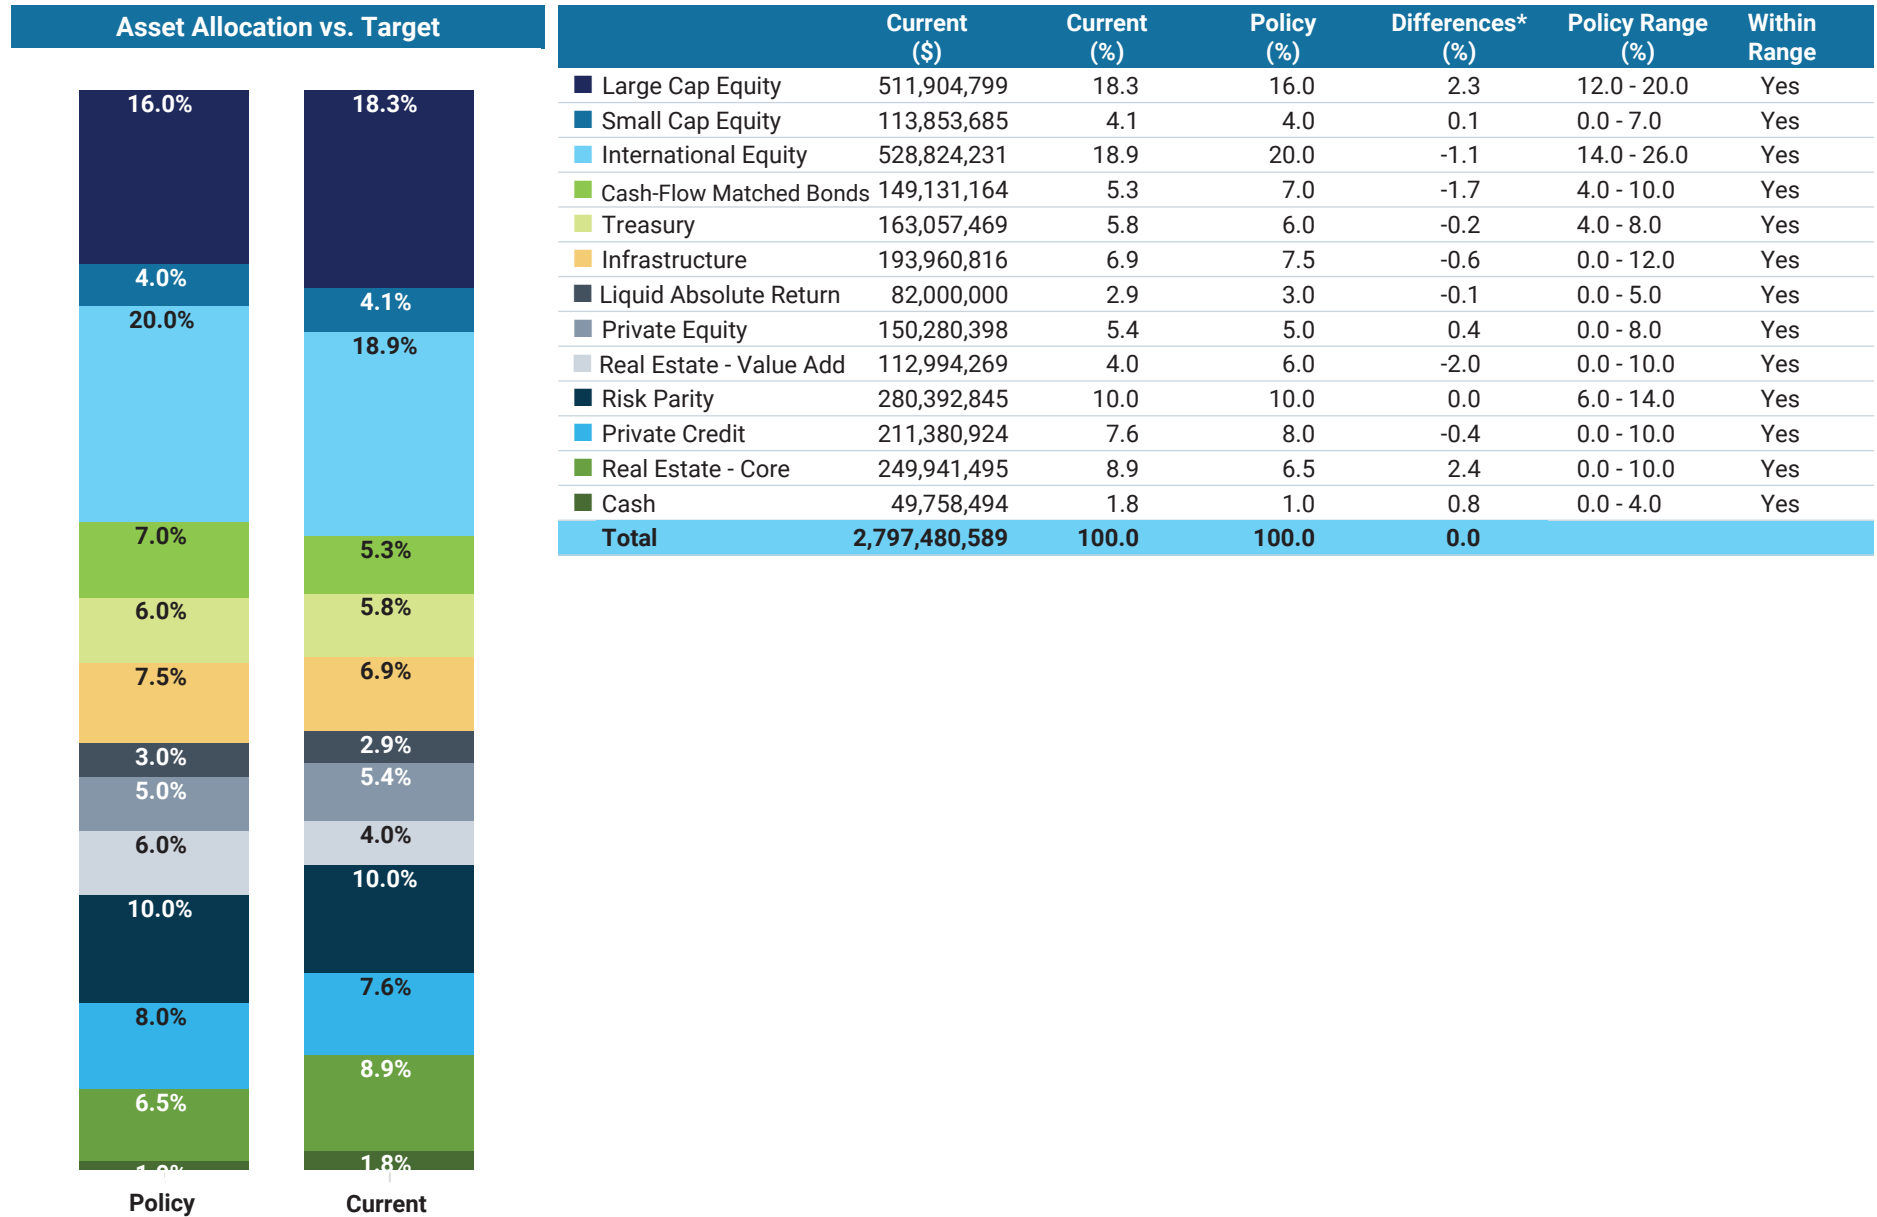 Asset Allocation vs. Target
16.0%
4.0%
20.0%
7.0%
6.0%
7.5%
3.0%
5.0%
6.0%
10.0%
8.0%
6.5%
Policy
18.3%
4.1%
18.9%
5.3%
5.8%
6.9%
2.9%
5.4%
4.0%
10.0%
7.6%
8.9%
1.8%
Current
Current ($) Current (%) Policy (%) Differences* (%) Policy Range (%) Within Range
Large Cap Equity 511,904,799 18.3 16.0 2.3 12.0 - 20.0 Yes
Small Cap Equity 113,853,685 4.1 4.0 0.1 0.0 - 7.0 Yes
International Equity 528,824,231 18.9 20.0 -1.1 14.0 - 26.0 Yes
Cash-Flow Matched Bonds 149,131,164 5.3 7.0 -1.7 4.0 - 10.0 Yes
Treasury 163,057,469 5.8 6.0 -0.2 4.0 - 8.0 Yes
Infrastructure 193,960,816 6.9 7.5 -0.6 0.0 - 12.0 Yes
Liquid Absolute Return 82,000,000 2.9 3.0 -0.1 0.0 - 5.0 Yes
Private Equity 150,280,398 5.4 5.0 0.4 0.0 - 8.0 Yes
Real Estate - Value Add 112,994,269 4.0 6.0 -2.0 0.0 - 10.0 Yes
Risk Parity 280,392,845 10.0 10.0 0.0 6.0 - 14.0 Yes
Private Credit 211,380,924 7.6 8.0 -0.4 0.0 - 10.0 Yes
Real Estate - Core 249,941,495 8.9 6.5 2.4 0.0 - 10.0 Yes
Cash 49,758,494 1.8 1.0 0.8 0.0 - 4.0 Yes
Total 2,797,480,589 100.0 100.0 0.0